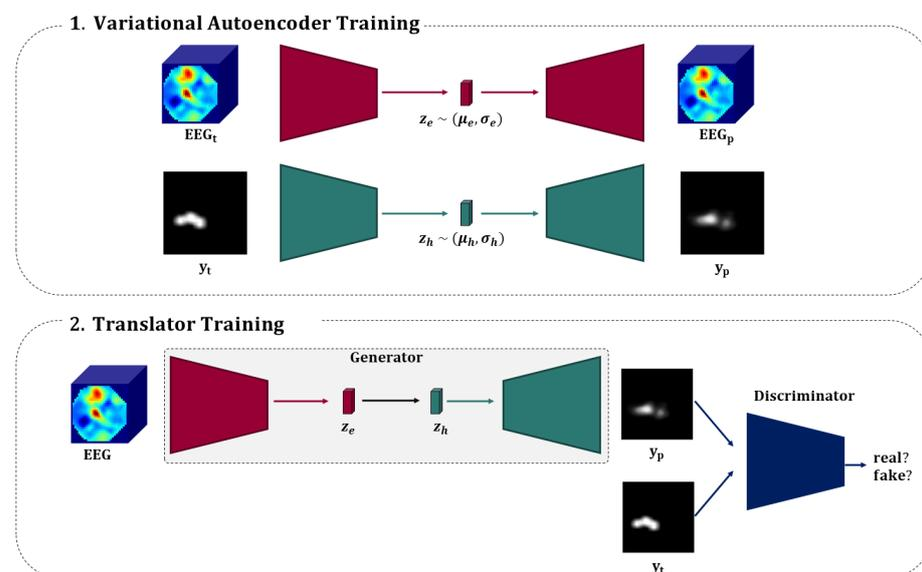 1. Variational Autoencoder Training
EEGₜ
zₑ ~ (μₑ, σₑ)
EEGₚ
yₜ
zₕ ~ (μₕ, σₕ)
yₚ
2. Translator Training
Generator
EEG
zₑ
zₕ
yₚ
Discriminator
real?
fake?
yₜ